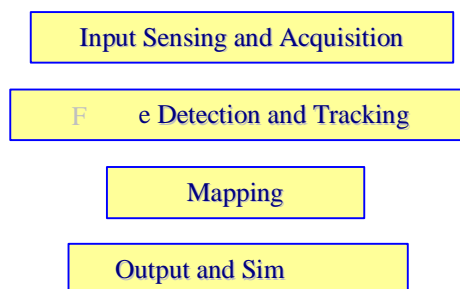 Input Sensing and Acquisition
F e Detection and Tracking
Mapping
Output and Sim